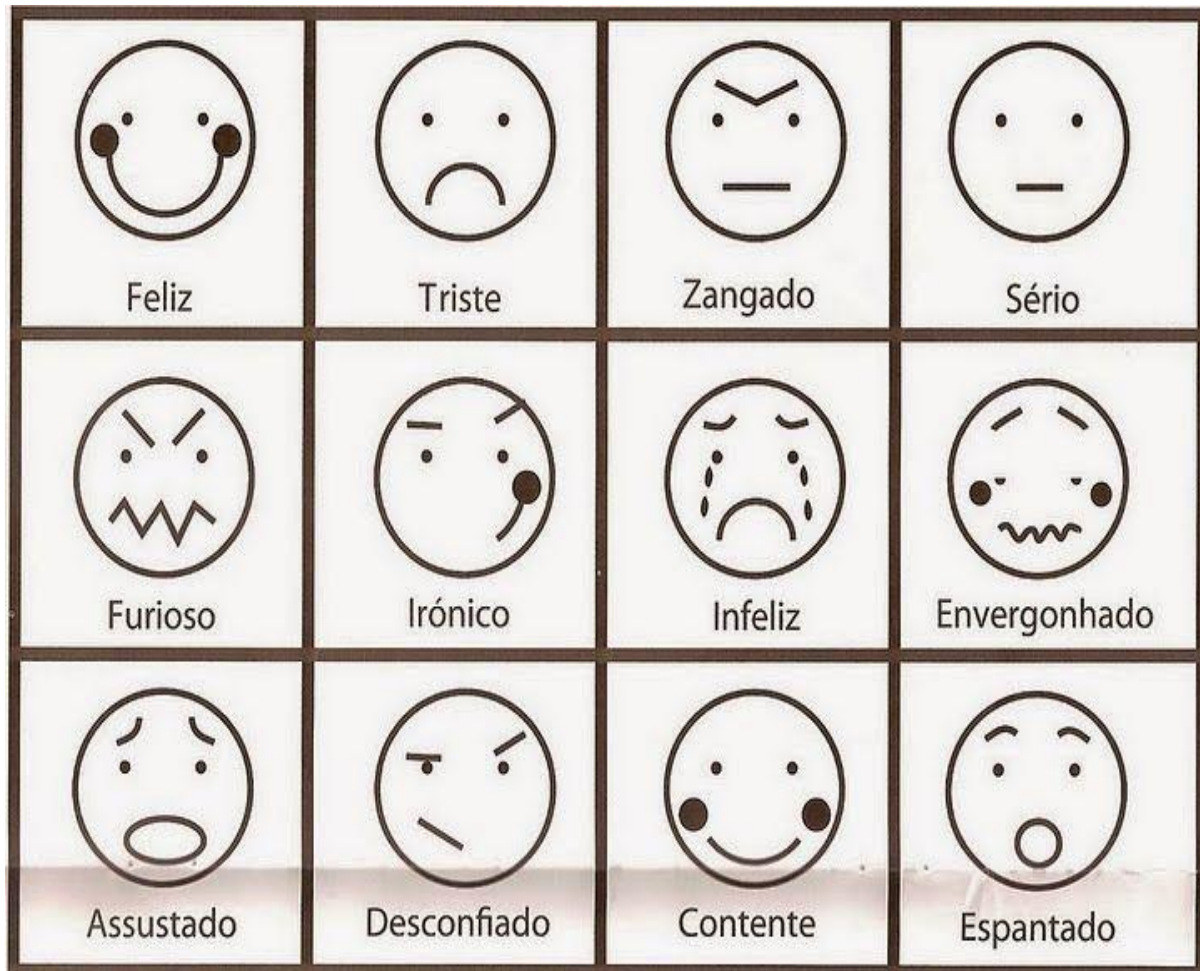 Feliz
Triste
Zangado
Sério
Furioso
Irónico
Infeliz
Envergonhado
Assustado
Desconfiado
Contente
Espantado